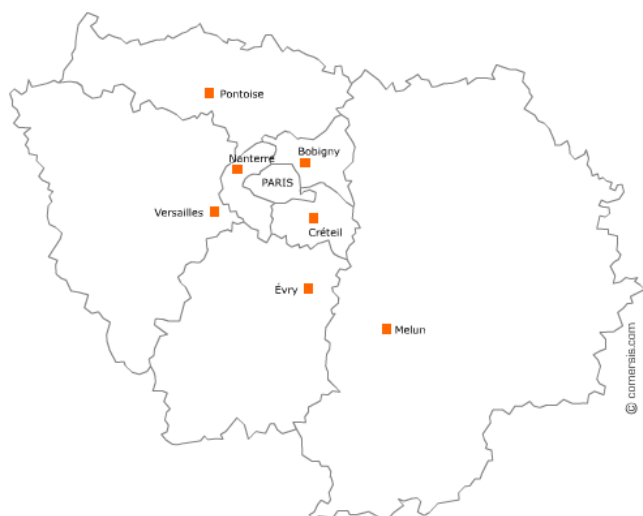 Pontoise
Bobigny
Nanterre
PARIS
Versailles
Créteil
Évry
Melun
© comersis.com